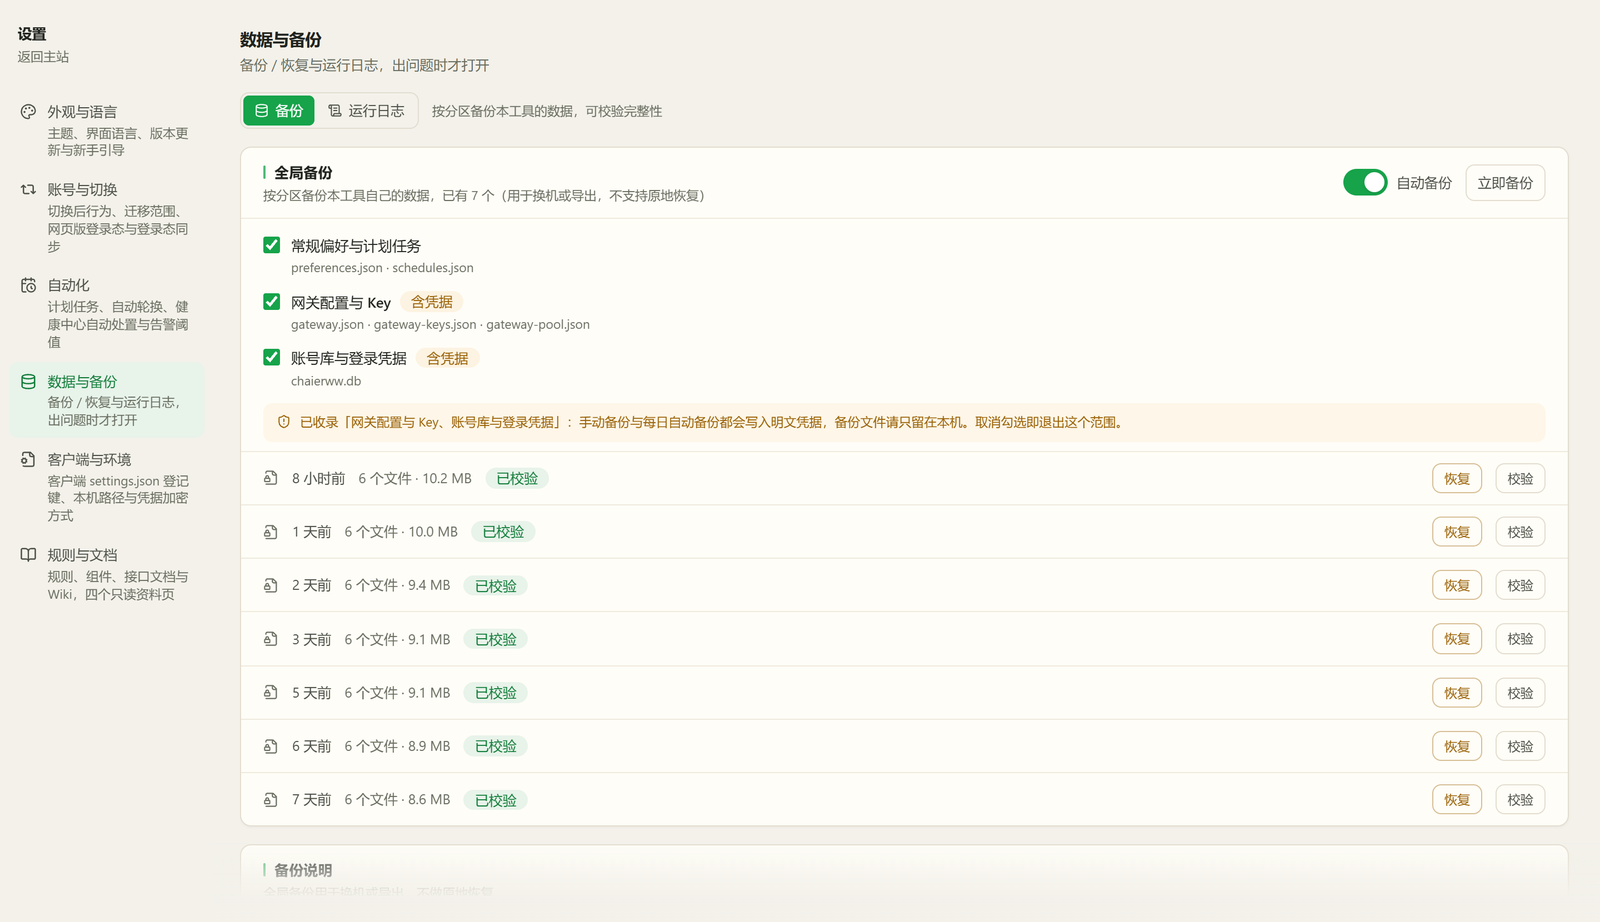 设置
返回主站
外观与语言
主题、界面语言、版本更
新与新手引导
账号与切换
切换后行为、迁移范围、
网页版登录态与登录态同
步
自动化
计划任务、自动轮换、健
康中心自动处置与告警阈
值
数据与备份
备份 / 恢复与运行日志，
出问题时才打开
客户端与环境
客户端 settings.json 登记
键、本机路径与凭据加密
方式
规则与文档
规则、组件、接口文档与
Wiki，四个只读资料页
数据与备份
备份 / 恢复与运行日志，出问题时才打开
备份 运行日志 按分区备份本工具的数据，可校验完整性
全局备份
按分区备份本工具自己的数据，已有 7 个（用于换机或导出，不支持原地恢复）
自动备份 立即备份
常规偏好与计划任务
preferences.json · schedules.json
网关配置与 Key 含凭据
gateway.json · gateway-keys.json · gateway-pool.json
账号库与登录凭据 含凭据
chaierww.db
已收录「网关配置与 Key、账号库与登录凭据」：手动备份与每日自动备份都会写入明文凭据，备份文件请只留在本机。取消勾选即退出这个范围。
8 小时前 6 个文件 · 10.2 MB 已校验 恢复 校验
1 天前 6 个文件 · 10.0 MB 已校验 恢复 校验
2 天前 6 个文件 · 9.4 MB 已校验 恢复 校验
3 天前 6 个文件 · 9.1 MB 已校验 恢复 校验
5 天前 6 个文件 · 9.1 MB 已校验 恢复 校验
6 天前 6 个文件 · 8.9 MB 已校验 恢复 校验
7 天前 6 个文件 · 8.6 MB 已校验 恢复 校验
备份说明
全局备份用于换机或导出，不做原地恢复